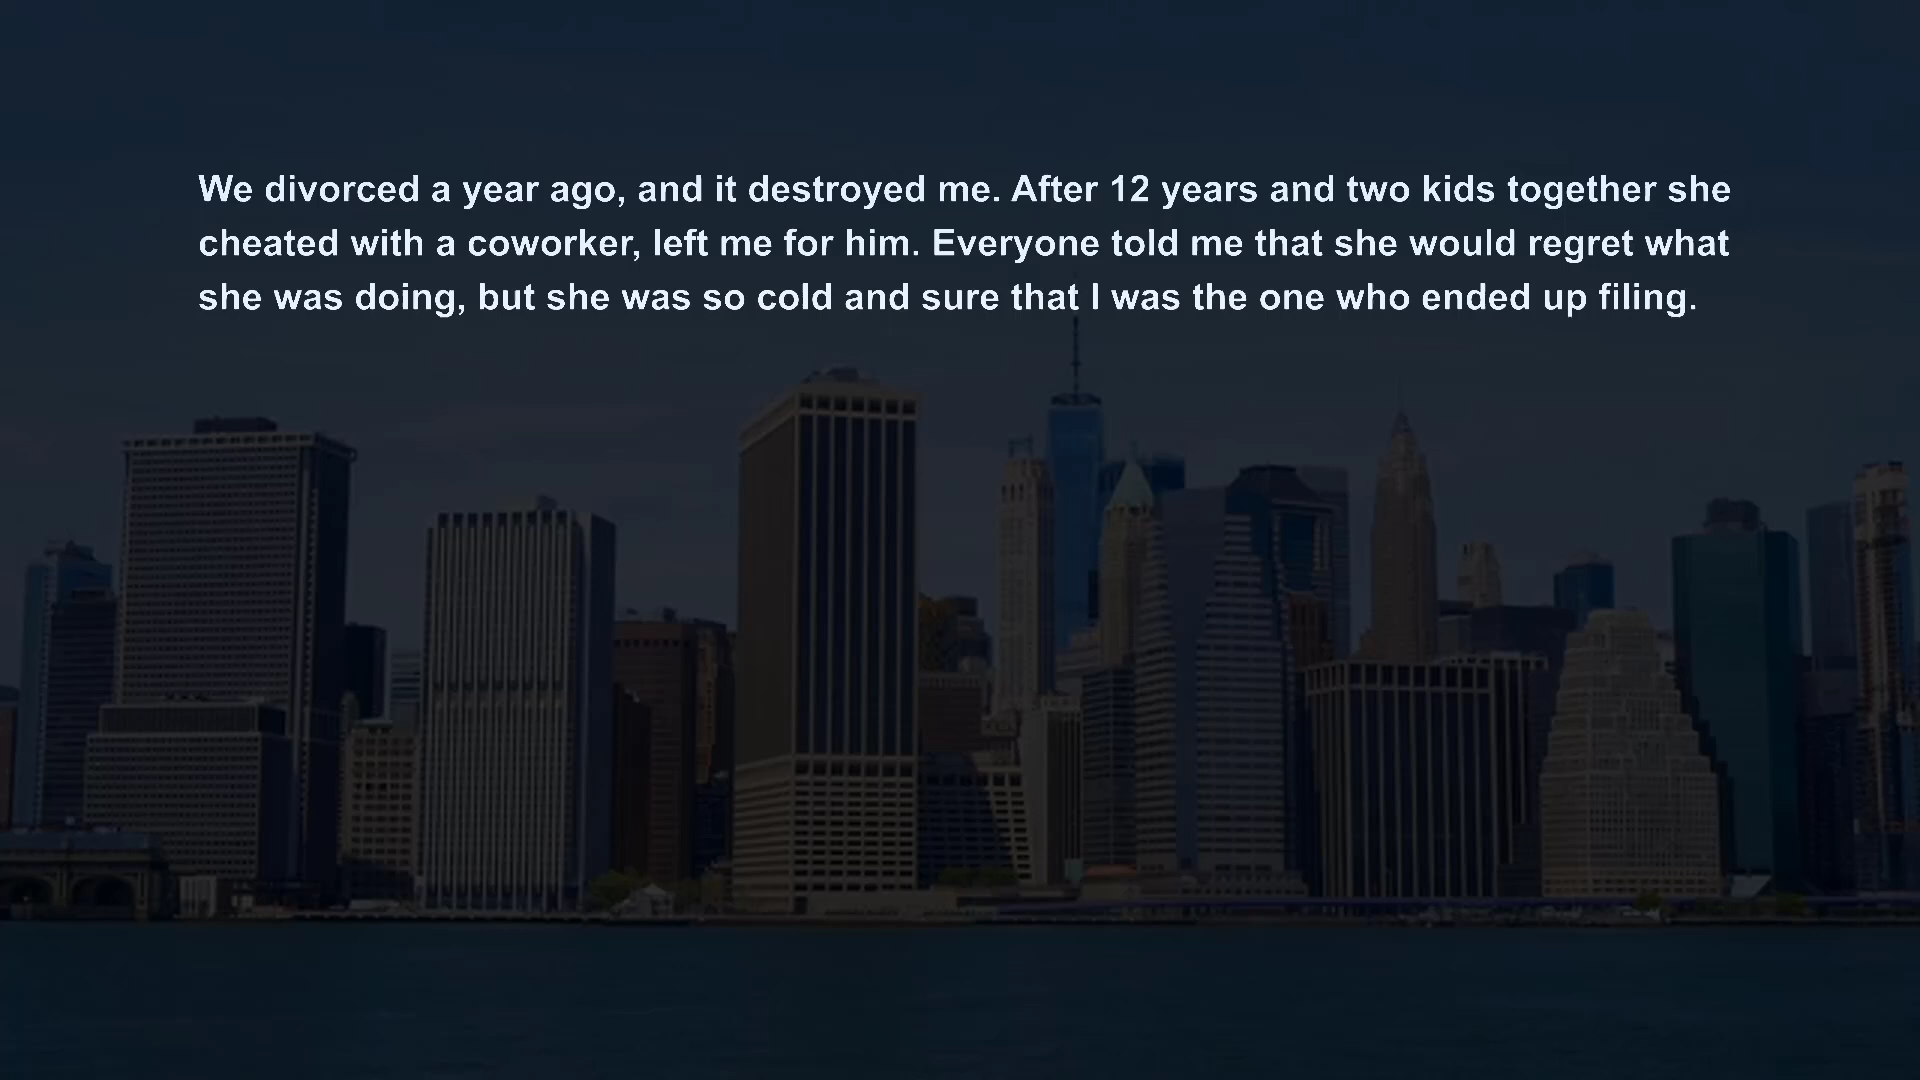 We divorced a year ago, and it destroyed me. After 12 years and two kids together she
cheated with a coworker, left me for him. Everyone told me that she would regret what
she was doing, but she was so cold and sure that I was the one who ended up filing.